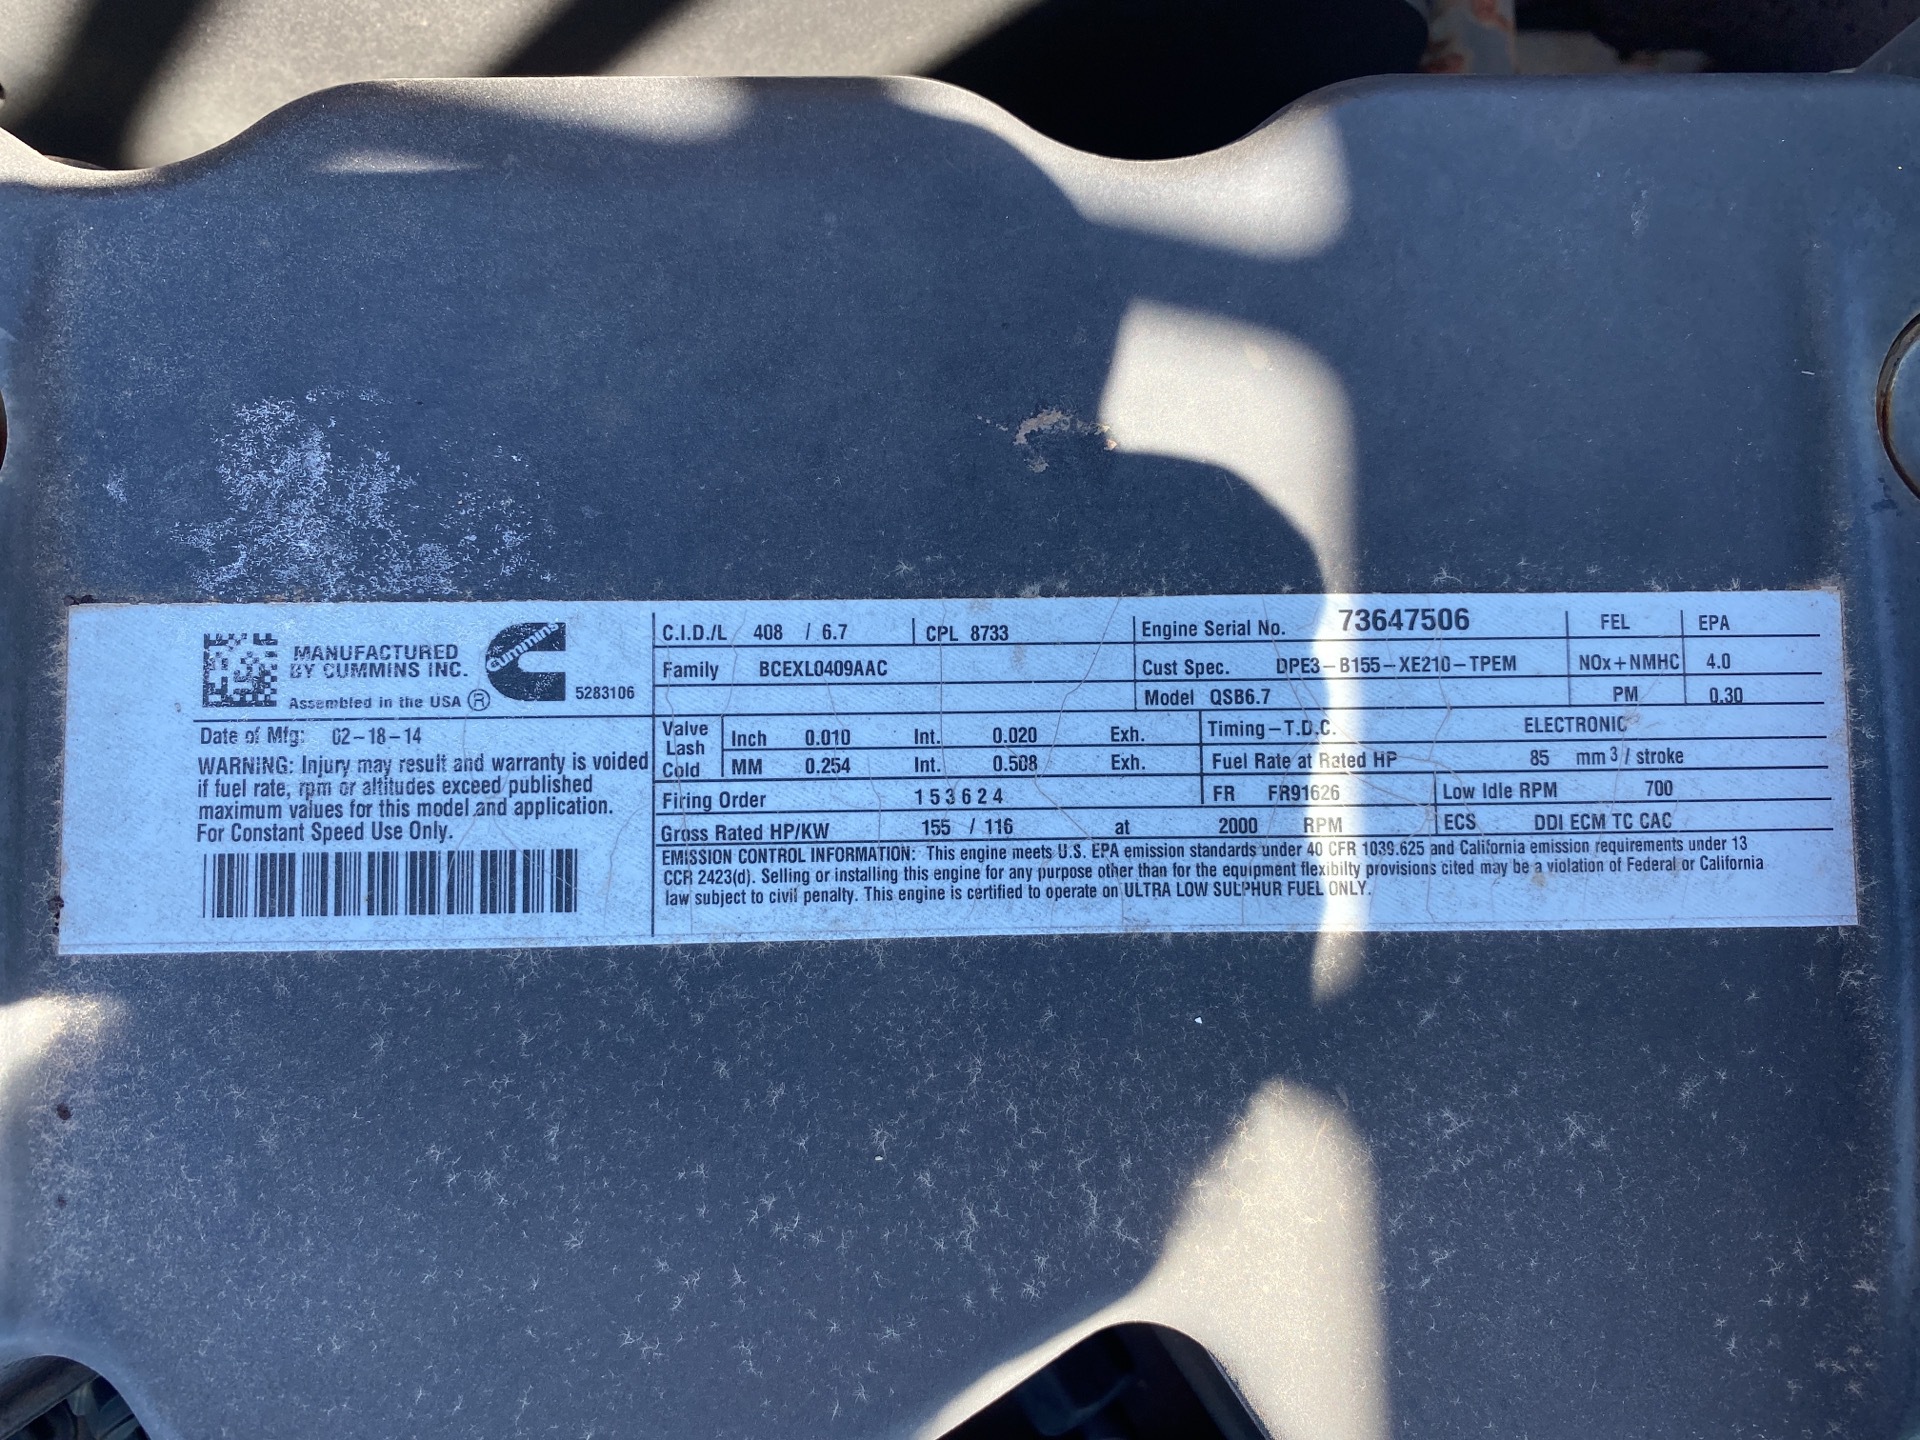 MANUFACTURED
BY CUMMINS INC.
Assembled in the USA ®
cummins
5283106
Date of Mfg: 02-18-14
WARNING: Injury may result and warranty is voided
if fuel rate, rpm or altitudes exceed published
maximum values for this model and application.
For Constant Speed Use Only.
C.I.D./L 408 / 6.7 CPL 8733
Family BCEXL0409AAC
Engine Serial No. 73647506 FEL EPA
Cust Spec. DPE3-B155-XE210-TPEM NOx+NMHC 4.0
Model QSB6.7 PM 0.30
Valve Lash Cold
Inch 0.010 Int. 0.020 Exh.
MM 0.254 Int. 0.508 Exh.
Timing-T.D.C. ELECTRONIC
Fuel Rate at Rated HP 85 mm3/ stroke
Firing Order 153624 FR FR91626 Low Idle RPM 700
Gross Rated HP/KW 155 / 116 at 2000 RPM ECS DDI ECM TC CAC
EMISSION CONTROL INFORMATION: This engine meets U.S. EPA emission standards under 40 CFR 1039.625 and California emission requirements under 13
CCR 2423(d). Selling or installing this engine for any purpose other than for the equipment flexibilty provisions cited may be a violation of Federal or California
law subject to civil penalty. This engine is certified to operate on ULTRA LOW SULPHUR FUEL ONLY.